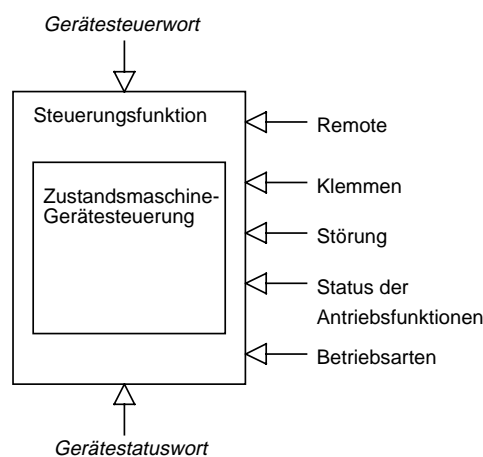 Gerätesteuerwort
Steuerungsfunktion
Remote
Zustandsmaschine-
Gerätesteuerung
Klemmen
Störung
Status der
Antriebsfunktionen
Betriebsarten
Gerätestatuswort